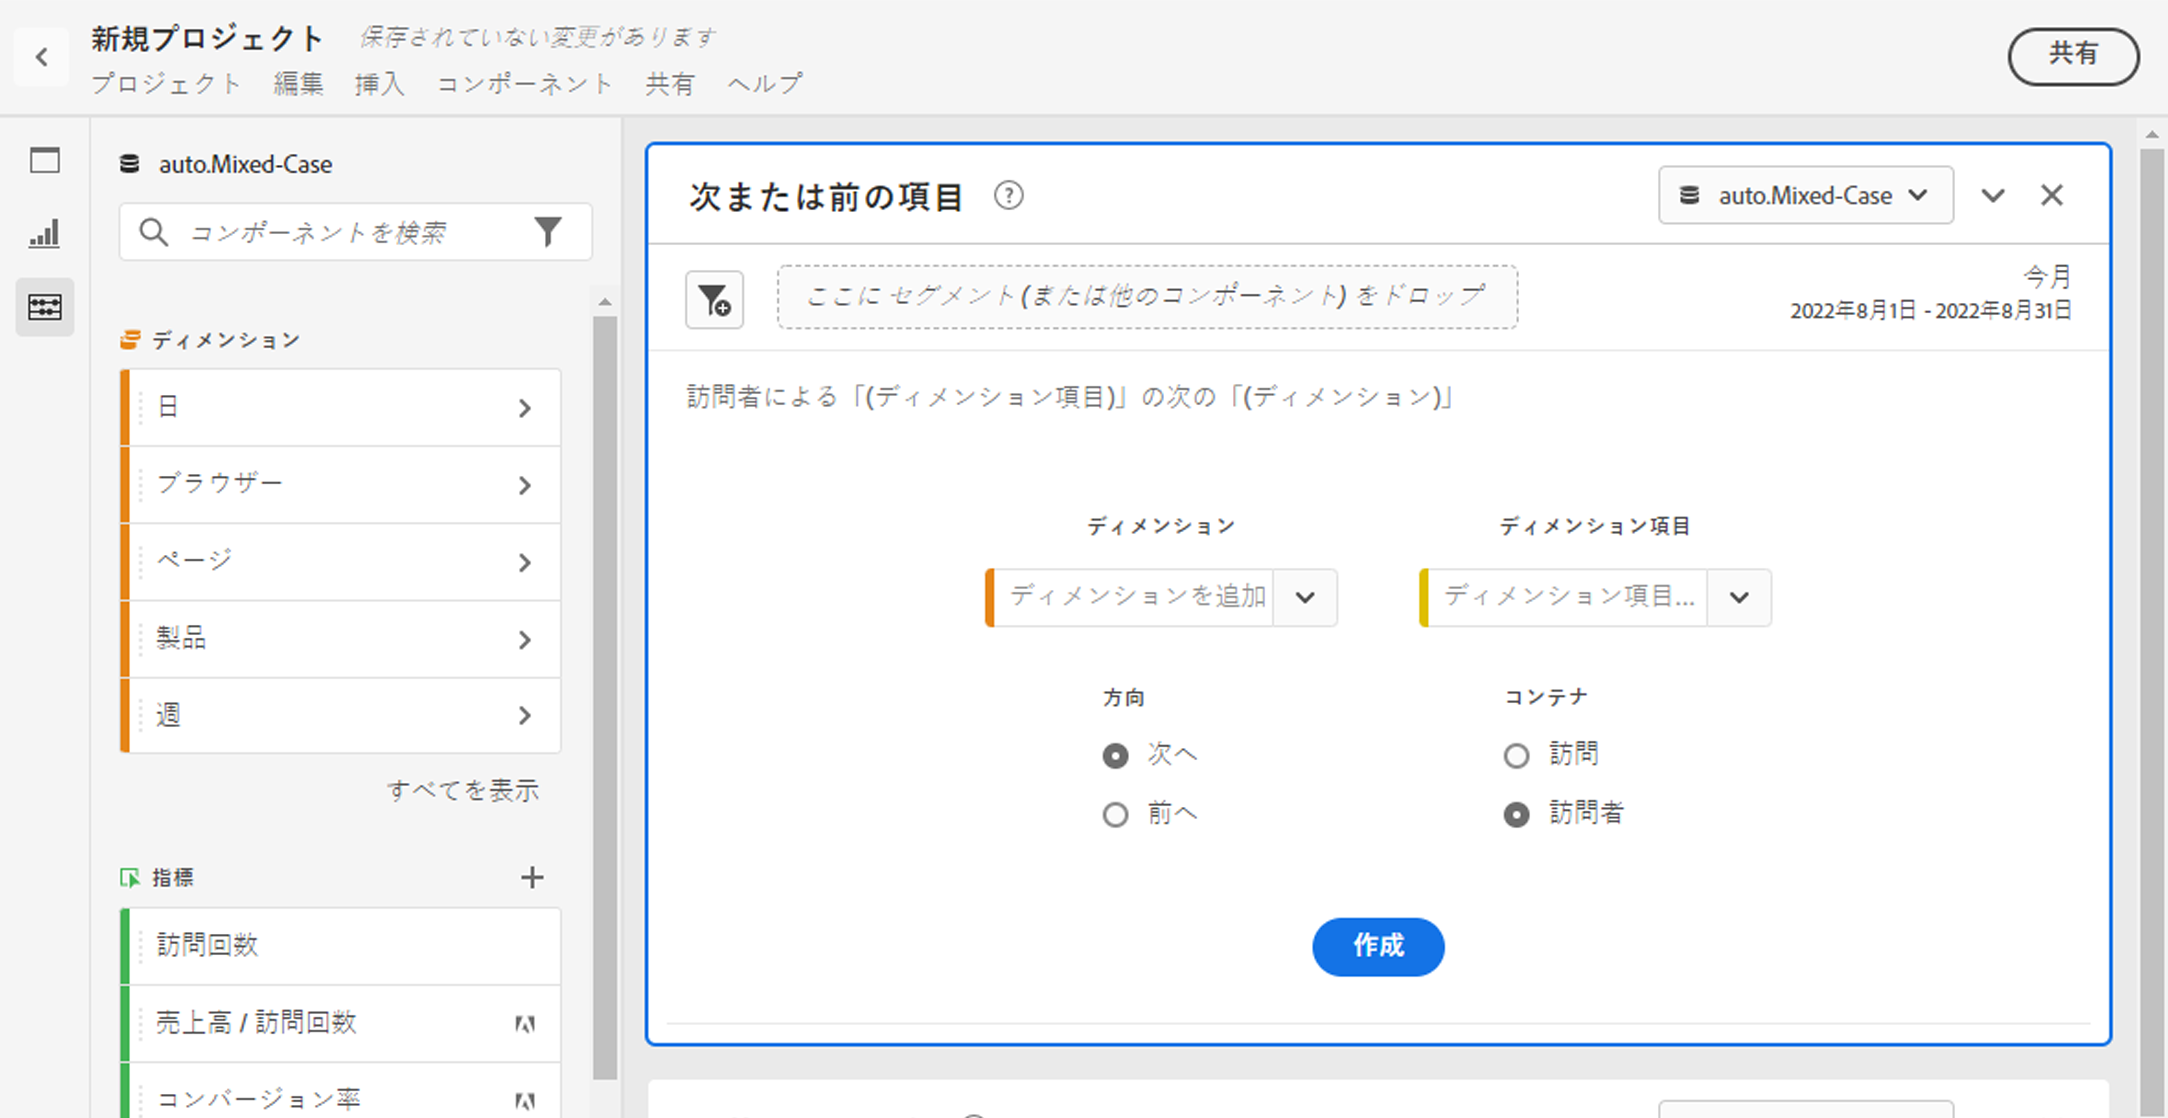 新規プロジェクト 保存されていない変更があります
プロジェクト 編集 挿入 コンポーネント 共有 ヘルプ
共有
auto.Mixed-Case
コンポーネントを検索
ディメンション
日
ブラウザー
ページ
製品
週
すべてを表示
指標
訪問回数
売上高 / 訪問回数
コンバージョン率
次または前の項目
auto.Mixed-Case
ここに セグメント (または他のコンポーネント) をドロップ
今月
2022年8月1日 - 2022年8月31日
訪問者による「(ディメンション項目)」の次の「(ディメンション)」
ディメンション
ディメンションを追加
ディメンション項目
ディメンション項目...
方向
次へ
前へ
コンテナ
訪問
訪問者
作成